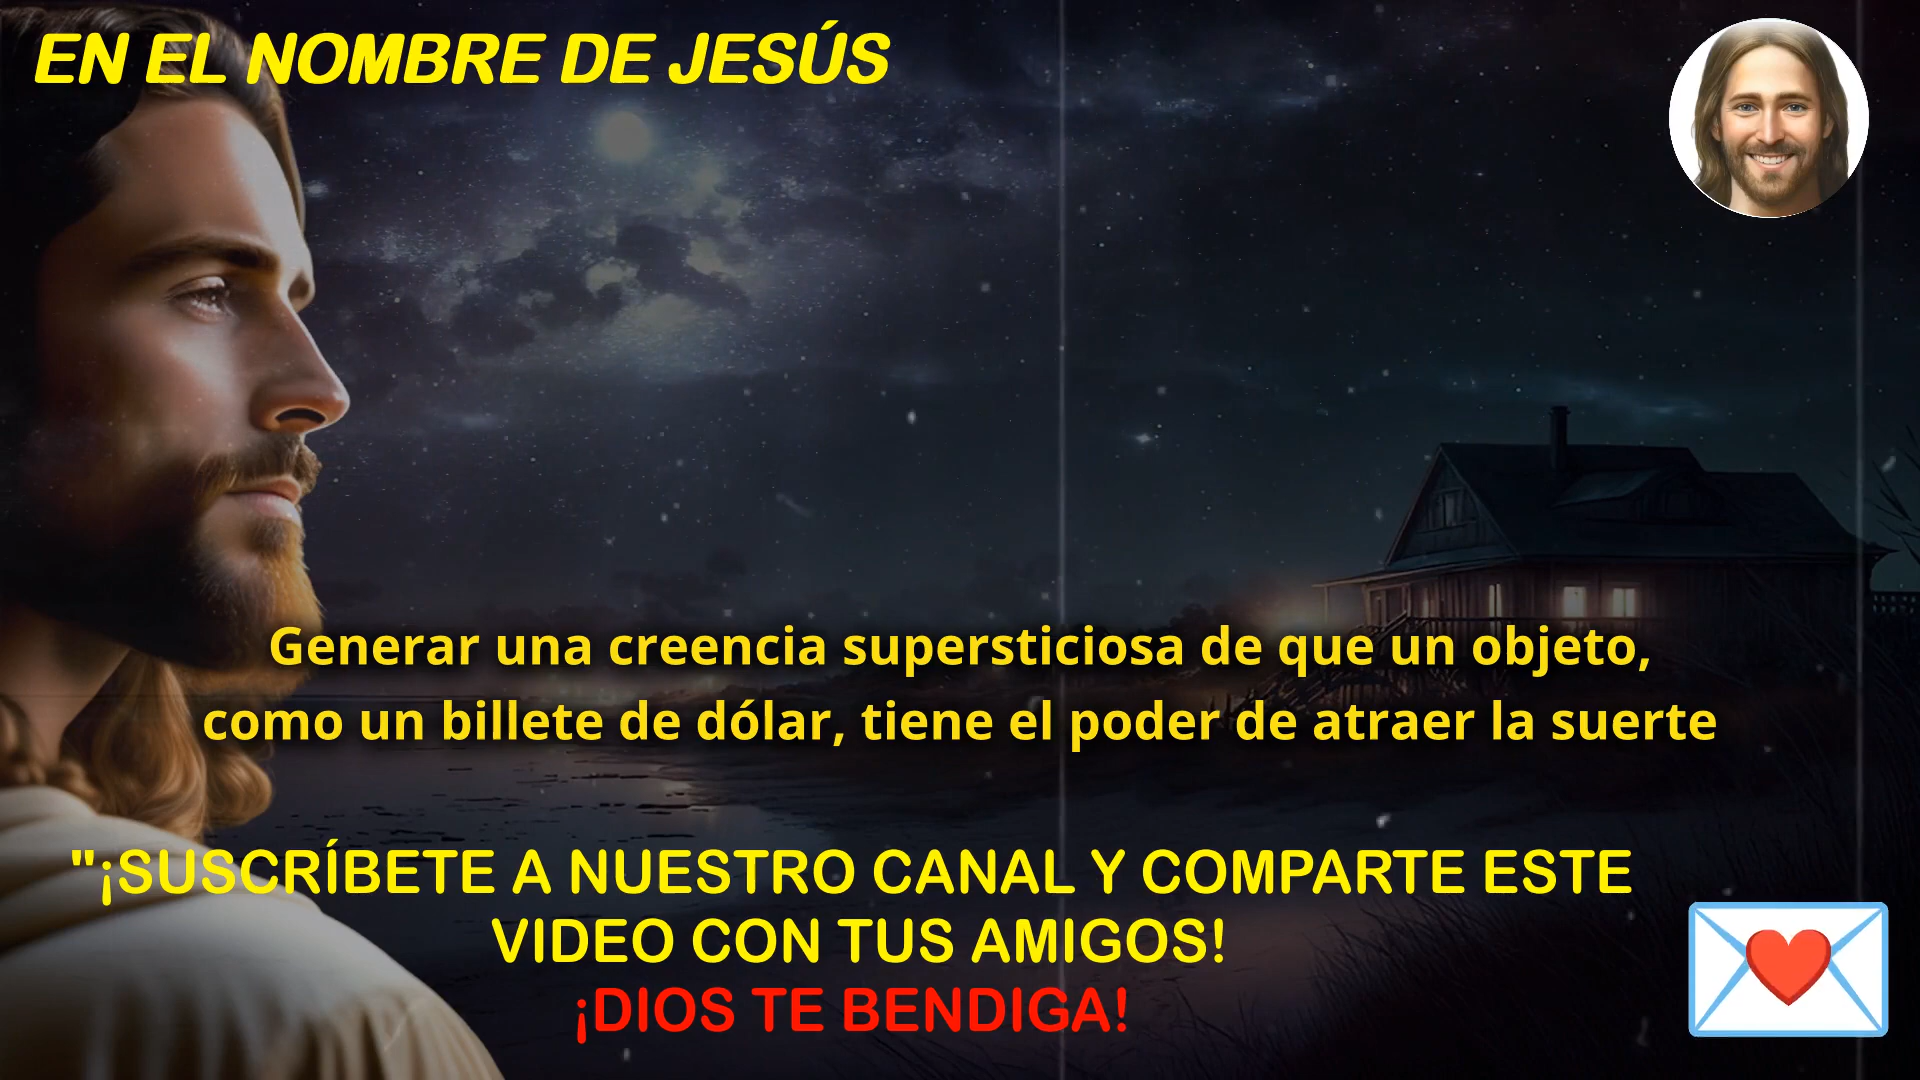 EN EL NOMBRE DE JESÚS
Generar una creencia supersticiosa de que un objeto,
como un billete de dólar, tiene el poder de atraer la suerte
"¡SUSCRÍBETE A NUESTRO CANAL Y COMPARTE ESTE
VIDEO CON TUS AMIGOS!
¡DIOS TE BENDIGA!